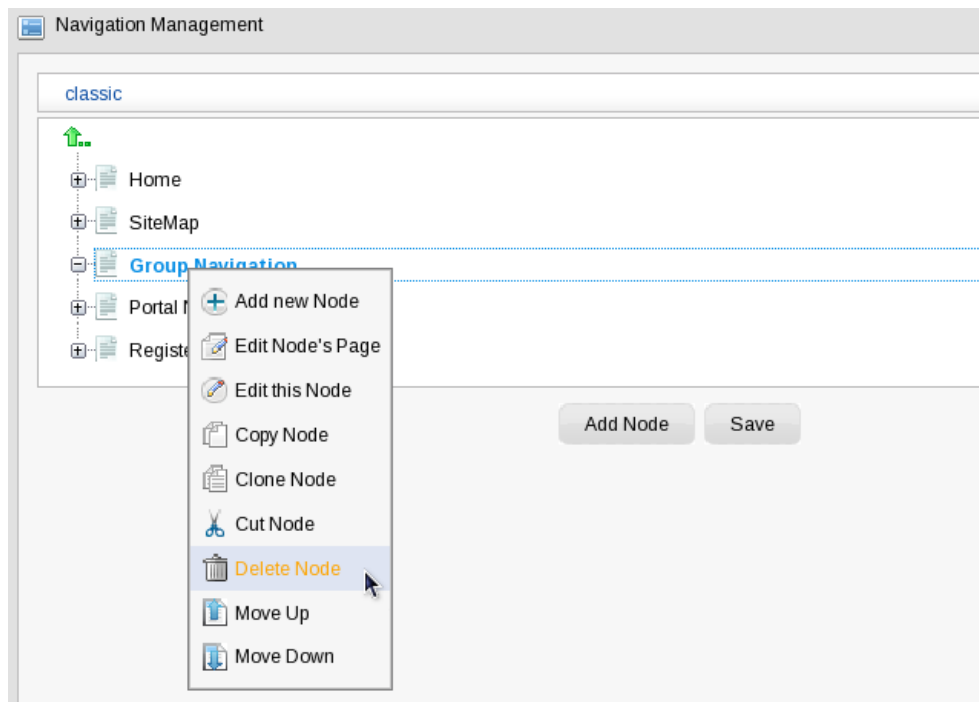 Navigation Management
classic
Home
SiteMap
Group Navigation
Portal
Add new Node
Edit Node's Page
Edit this Node
Copy Node
Clone Node
Cut Node
Delete Node
Move Up
Move Down
Add Node
Save